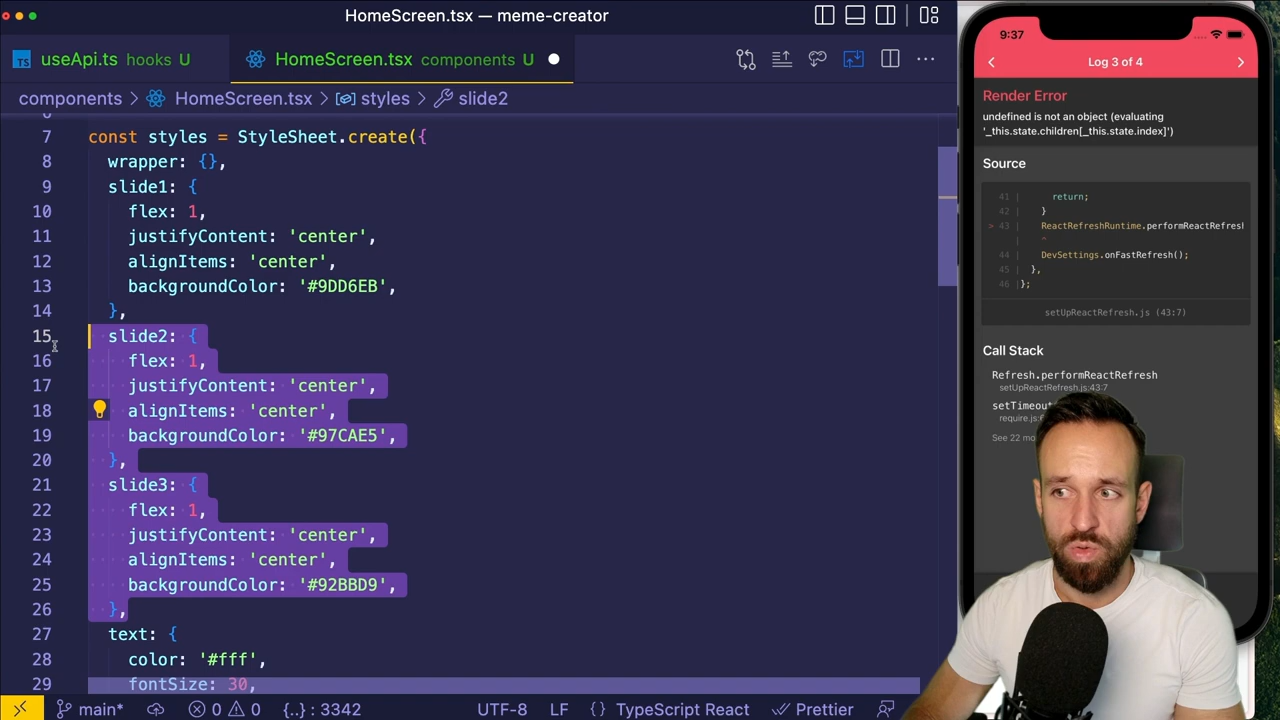 HomeScreen.tsx — meme-creator
TS useApi.ts hooks U
HomeScreen.tsx components U
components > HomeScreen.tsx > styles > slide2
7 const styles = StyleSheet.create({
8 wrapper: {},
9 slide1: {
10 flex: 1,
11 justifyContent: 'center',
12 alignItems: 'center',
13 backgroundColor: '#9DD6EB',
14 },
15 slide2: {
16 flex: 1,
17 justifyContent: 'center',
18 alignItems: 'center',
19 backgroundColor: '#97CAE5',
20 },
21 slide3: {
22 flex: 1,
23 justifyContent: 'center',
24 alignItems: 'center',
25 backgroundColor: '#92BBD9',
26 },
27 text: {
28 color: '#fff',
29 fontSize: 30,
main* 0 0 {..} : 3342 UTF-8 LF {} TypeScript React Prettier
9:37
Log 3 of 4
Render Error
undefined is not an object (evaluating
'_this.state.children[_this.state.index]')
Source
41 | return;
42 | }
> 43 | ReactRefreshRuntime.performReactRefresh
| ^
44 | DevSettings.onFastRefresh();
45 | },
46 | };
setUpReactRefresh.js (43:7)
Call Stack
Refresh.performReactRefresh
setUpReactRefresh.js:43:7
setTimeout
require.js:
See 22 mo